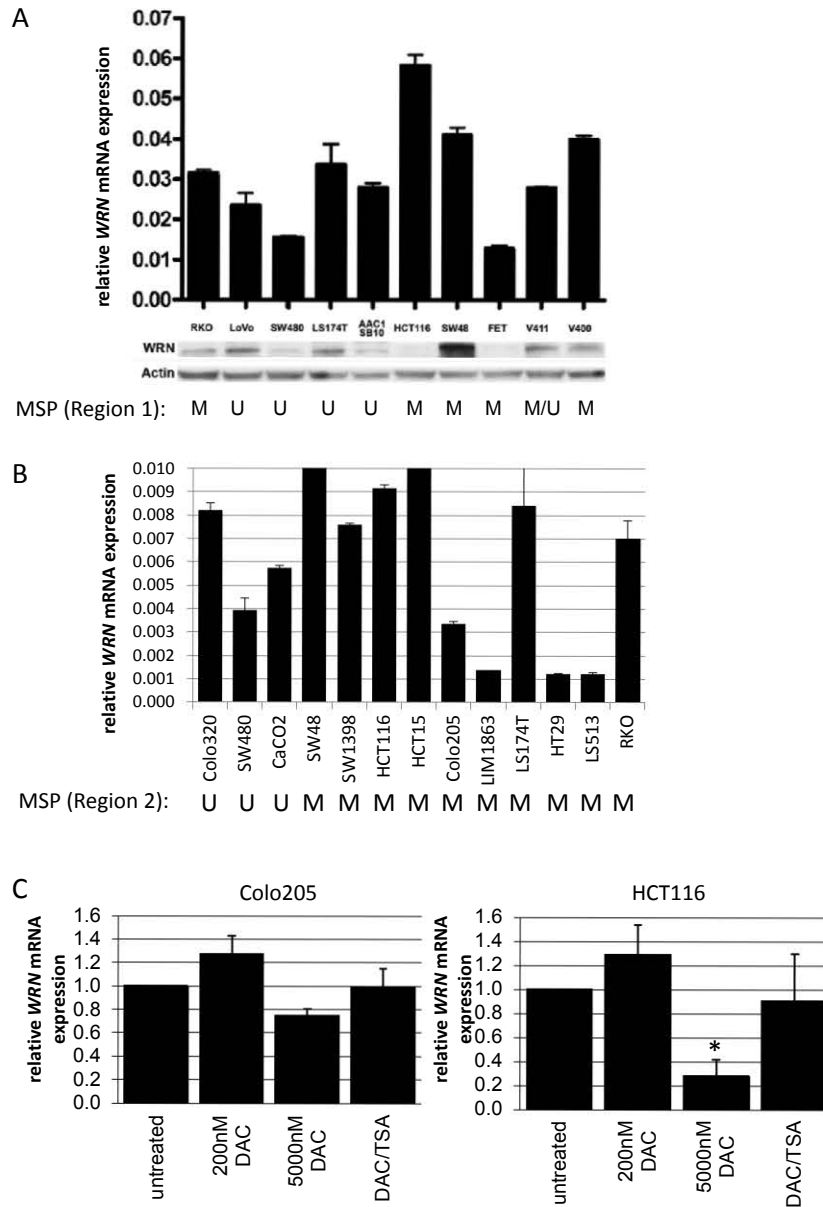 A
relative WRN mRNA expression
0.07
0.06
0.05
0.04
0.03
0.02
0.01
0.00
RKO LoVo SW480 LS174T AAC1 SB10 HCT116 SW48 FET V411 V400
WRN
Actin
MSP (Region 1): M U U U U M M M M/U M
B
relative WRN mRNA expression
0.010
0.009
0.008
0.007
0.006
0.005
0.004
0.003
0.002
0.001
0.000
Colo320 SW480 CaCO2 SW48 SW1398 HCT116 HCT15 Colo205 LIM1863 LS174T HT29 LS513 RKO
MSP (Region 2): U U U M M M M M M M M M M
C
Colo205
relative WRN mRNA
expression
1.6
1.4
1.2
1.0
0.8
0.6
0.4
0.2
0.0
untreated
200nM
DAC
5000nM
DAC
DAC/TSA
HCT116
relative WRN mRNA
expression
1.6
1.4
1.2
1.0
0.8
0.6
0.4
0.2
0.0
*
untreated
200nM
DAC
5000nM
DAC
DAC/TSA